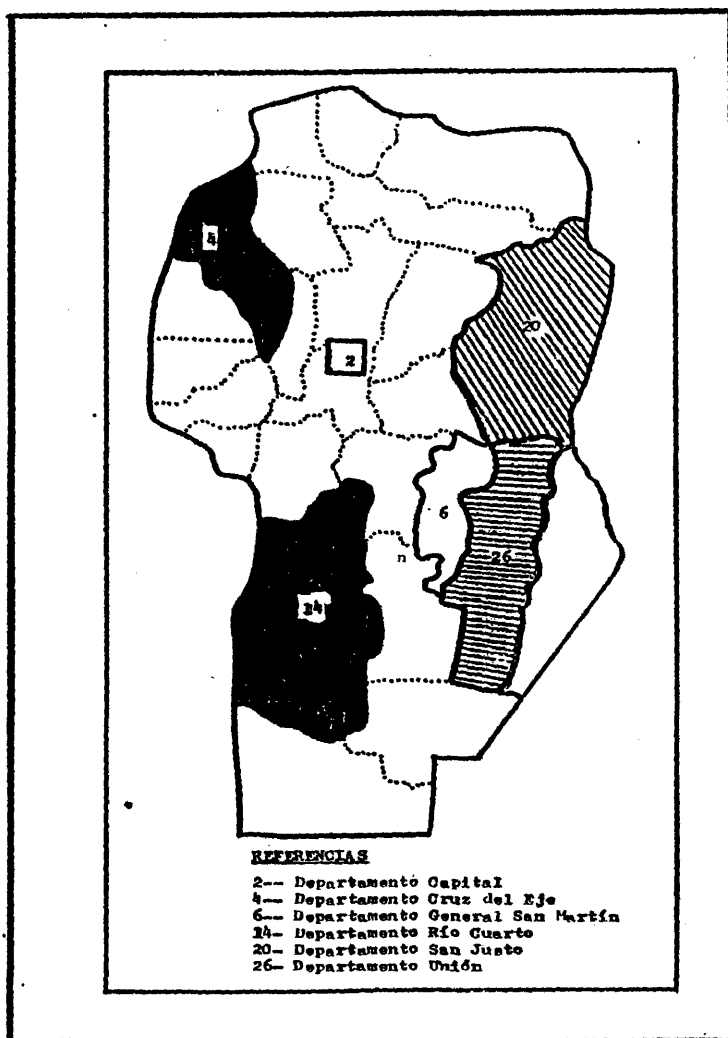 4
20
2
6
n
26
14
REFERENCIAS
2-- Departamento Capital
4-- Departamento Cruz del Eje
6-- Departamento General San Martín
14- Departamento Río Cuarto
20- Departamento San Justo
26- Departamento Unión